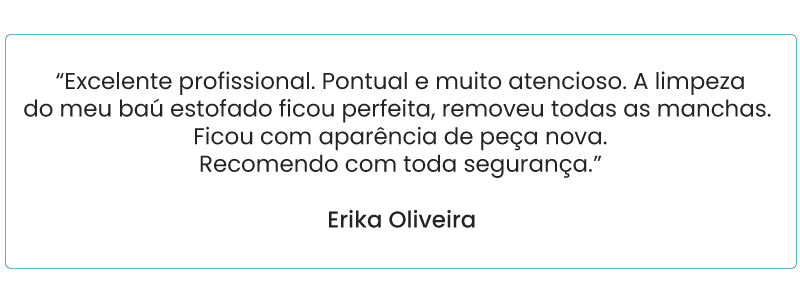 “Excelente profissional. Pontual e muito atencioso. A limpeza
do meu baú estofado ficou perfeita, removeu todas as manchas.
Ficou com aparência de peça nova.
Recomendo com toda segurança.”
Erika Oliveira